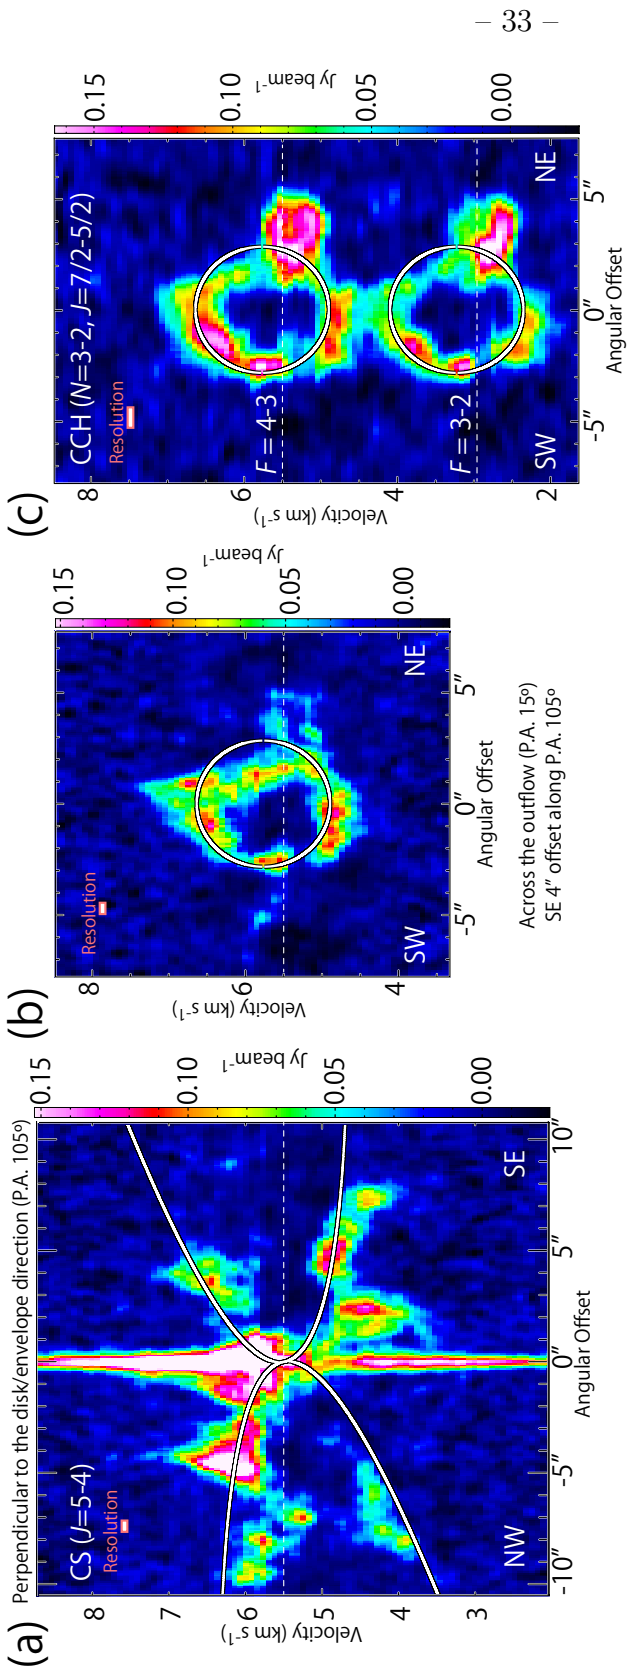 – 33 –
(a)
Perpendicular to the disk/envelope direction (P.A. 105º)
CS (J=5-4)
Resolution
NW
SE
8
7
6
5
4
3
Velocity (km s-1)
-10″
-5″
0″
5″
10″
Angular Offset
0.15
0.10
0.05
0.00
Jy beam-1
(b)
Resolution
SW
NE
8
6
4
Velocity (km s-1)
-5″
0″
5″
Angular Offset
0.15
0.10
0.05
0.00
Jy beam-1
Across the outflow (P.A. 15º)
SE 4″ offset along P.A. 105º
(c)
CCH (N=3-2, J=7/2-5/2)
Resolution
F = 4-3
F = 3-2
SW
NE
8
6
4
2
Velocity (km s-1)
-5″
0″
5″
Angular Offset
0.15
0.10
0.05
0.00
Jy beam-1